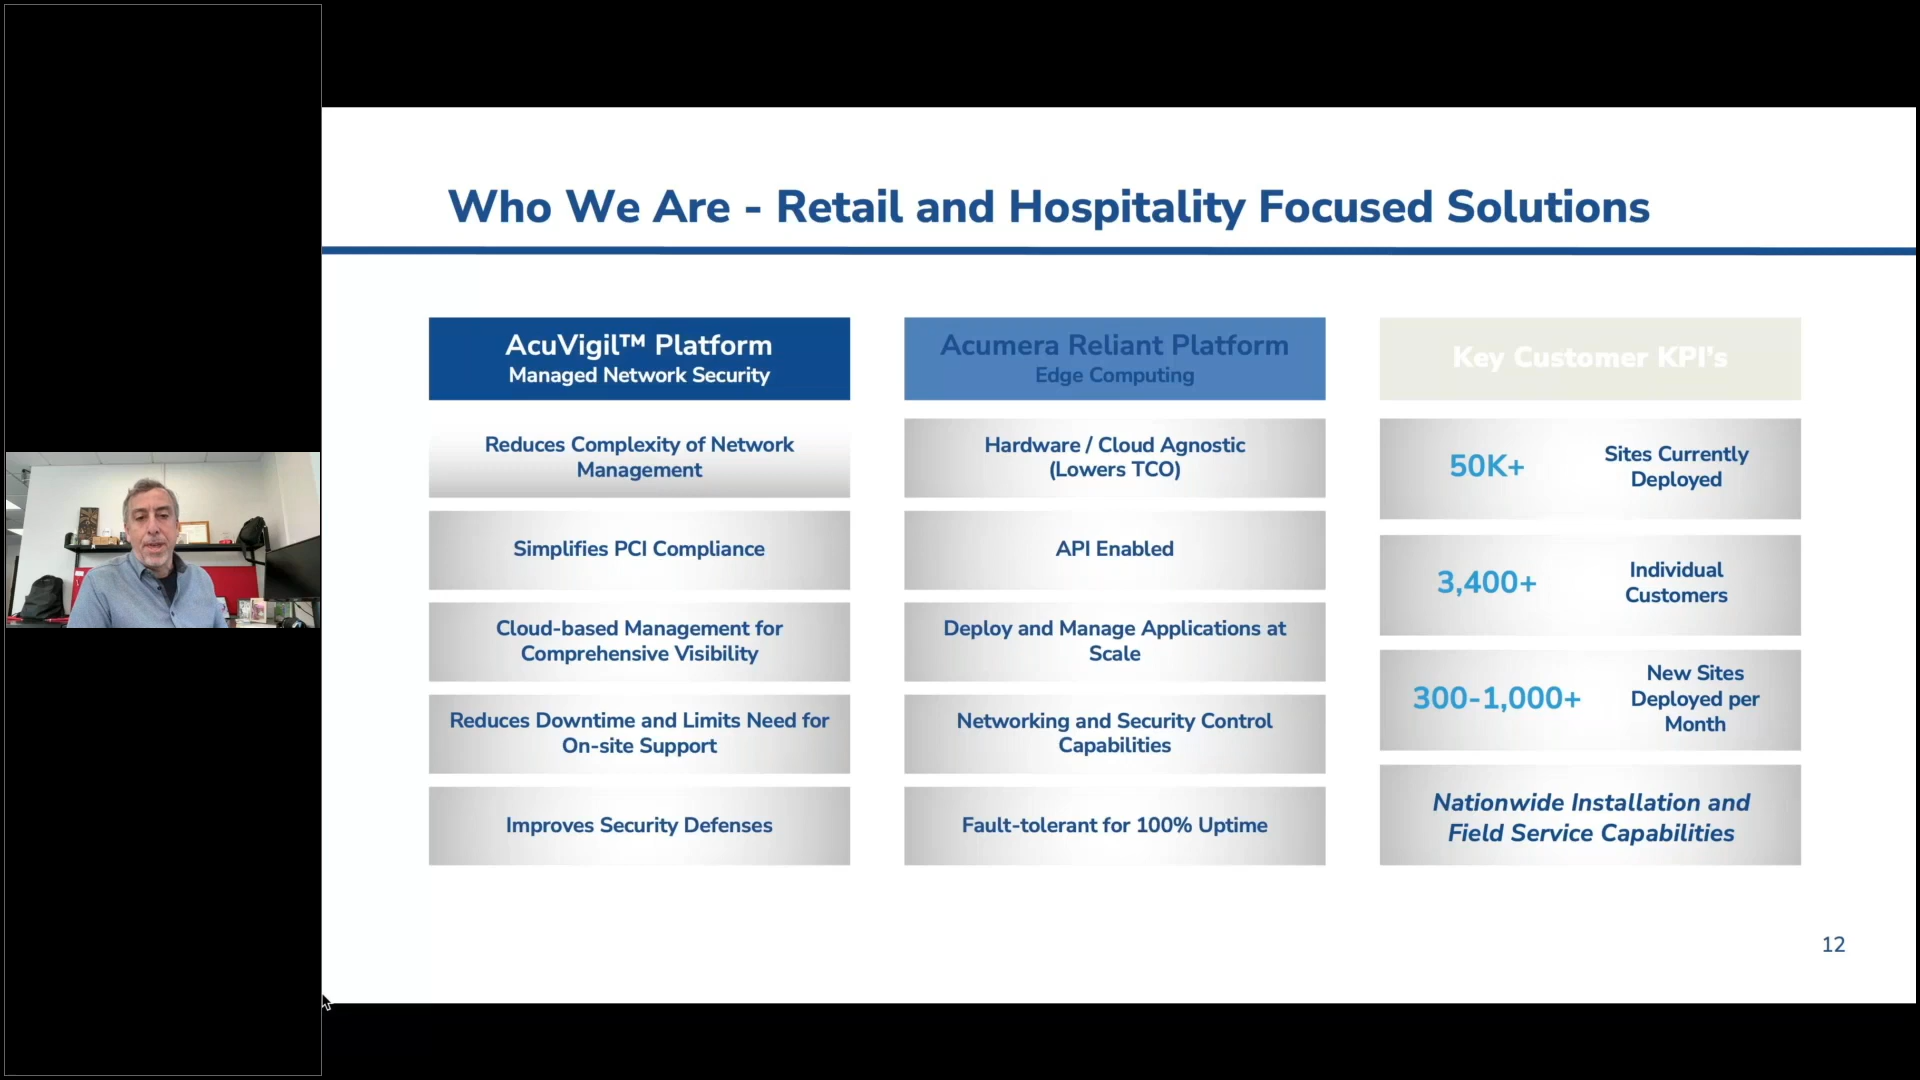 Who We Are - Retail and Hospitality Focused Solutions
AcuVigil™ Platform
Managed Network Security
Reduces Complexity of Network
Management
Simplifies PCI Compliance
Cloud-based Management for
Comprehensive Visibility
Reduces Downtime and Limits Need for
On-site Support
Improves Security Defenses
Acumera Reliant Platform
Edge Computing
Hardware / Cloud Agnostic
(Lowers TCO)
API Enabled
Deploy and Manage Applications at
Scale
Networking and Security Control
Capabilities
Fault-tolerant for 100% Uptime
Key Customer KPI's
50K+
Sites Currently
Deployed
3,400+
Individual
Customers
300-1,000+
New Sites
Deployed per
Month
Nationwide Installation and
Field Service Capabilities
12